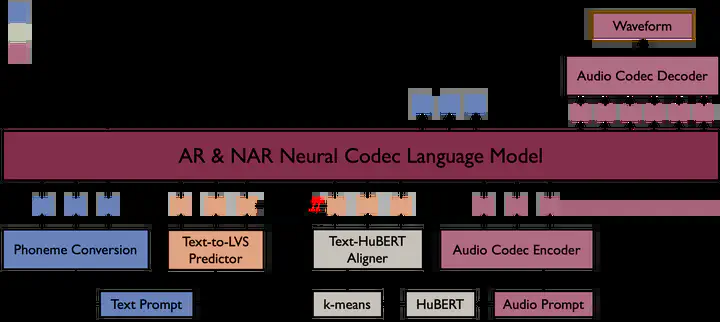 Waveform
Audio Codec Decoder
AR & NAR Neural Codec Language Model
#
Phoneme Conversion
Text-to-LVS
Predictor
Text-HuBERT
Aligner
Audio Codec Encoder
Text Prompt
k-means
HuBERT
Audio Prompt